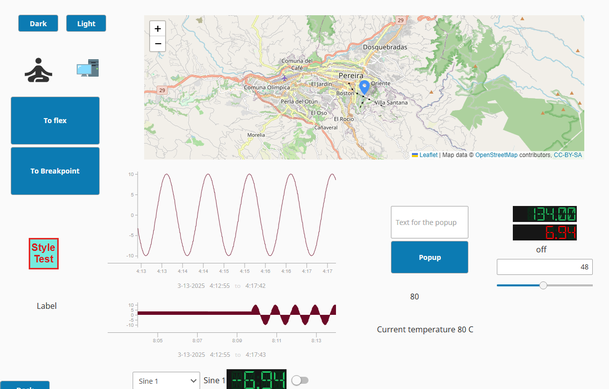 Dark
Light
To flex
To Breakpoint
Style
Test
Label
+
−
29
Dosquebradas
Comuna del
Café
Pereira
El Jardín
Oriente
Comuna Olímpica
Boston
Villa Santana
Perla del Otún
El Oso
El Rocío
Morelia
Cañaveral
29
Leaflet | Map data © OpenStreetMap contributors, CC-BY-SA
10
5
0
-5
-10
4:12
4:13
4:13
4:14
4:14
4:15
4:16
4:16
4:17
4:17
3-13-2025 4:12:55 to 4:17:42
10
5
0
-5
-10
8:05
8:07
8:09
8:11
8:13
3-13-2025 4:12:55 to 4:17:43
Sine 1
Sine 1
-6.94
Text for the popup
Popup
80
Current temperature 80 C
134.00
6.94
off
48